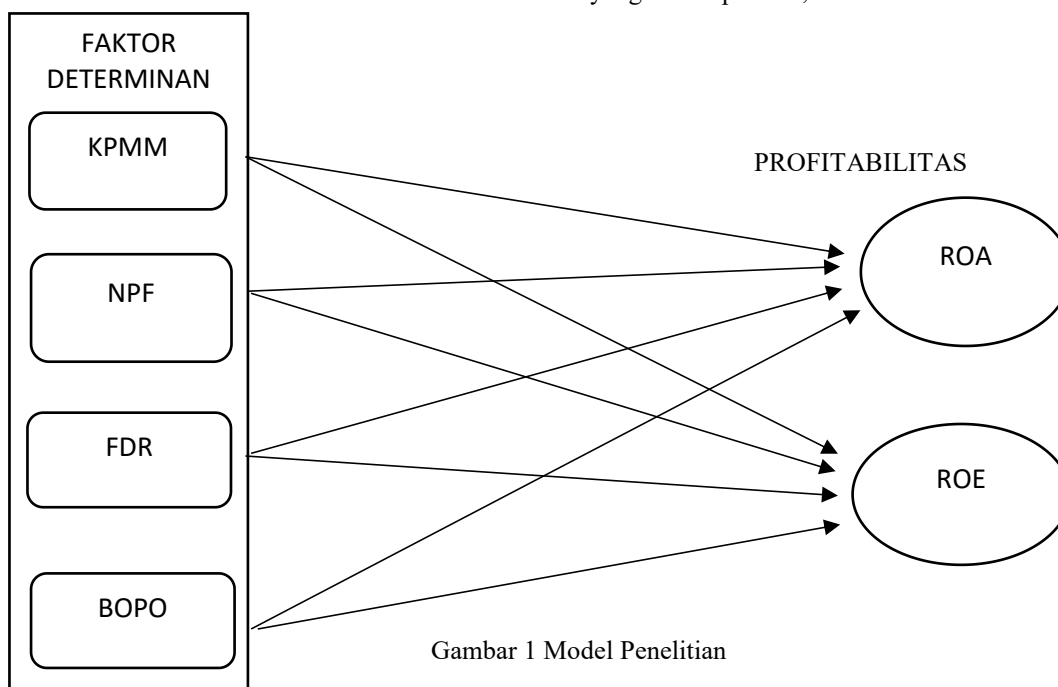 FAKTOR
DETERMINAN
KPMM
NPF
FDR
BOPO
PROFITABILITAS
ROA
ROE
Gambar 1 Model Penelitian